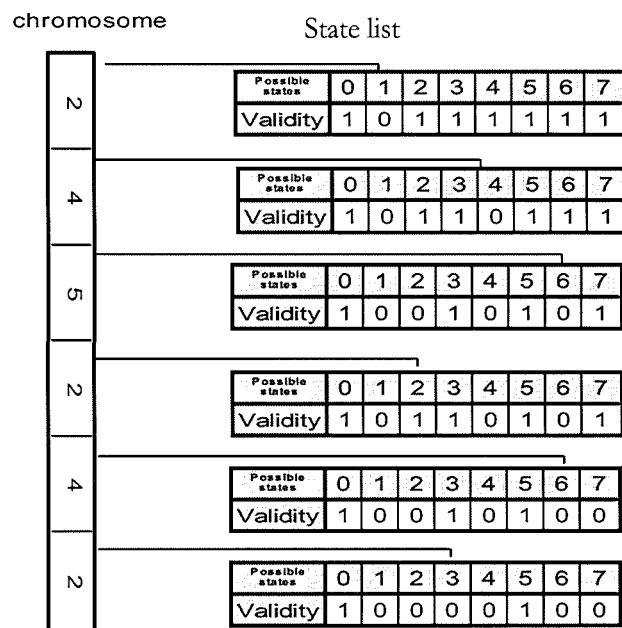 chromosome
State list
2
Possible states 0 1 2 3 4 5 6 7
Validity 1 0 1 1 1 1 1 1
4
Possible states 0 1 2 3 4 5 6 7
Validity 1 0 1 1 0 1 1 1
5
Possible states 0 1 2 3 4 5 6 7
Validity 1 0 0 1 0 1 0 1
2
Possible states 0 1 2 3 4 5 6 7
Validity 1 0 1 1 0 1 0 1
4
Possible states 0 1 2 3 4 5 6 7
Validity 1 0 0 1 0 1 0 0
2
Possible states 0 1 2 3 4 5 6 7
Validity 1 0 0 0 0 1 0 0